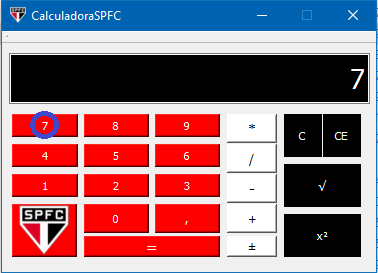 CalculadoraSPFC
7
7 8 9 * C CE
4 5 6 /
1 2 3 - √
SPFC 0 , + x²
= ±